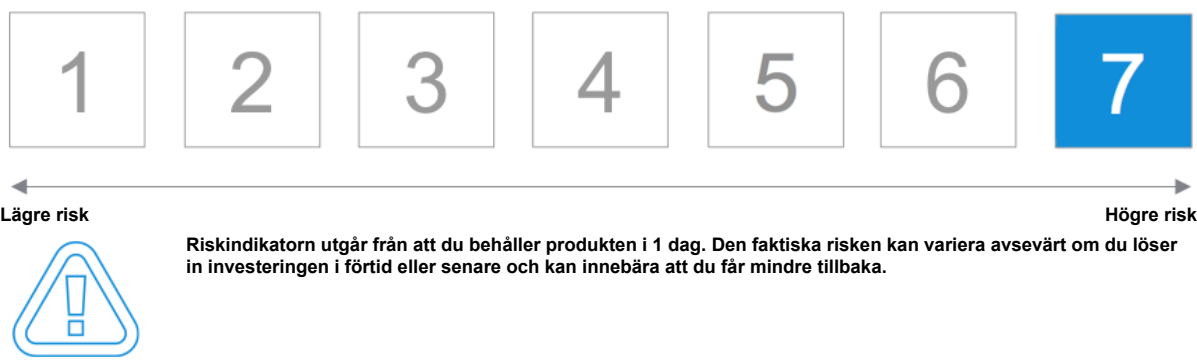 1 2 3 4 5 6 7
Lägre risk Högre risk
Riskindikatorn utgår från att du behåller produkten i 1 dag. Den faktiska risken kan variera avsevärt om du löser
in investeringen i förtid eller senare och kan innebära att du får mindre tillbaka.